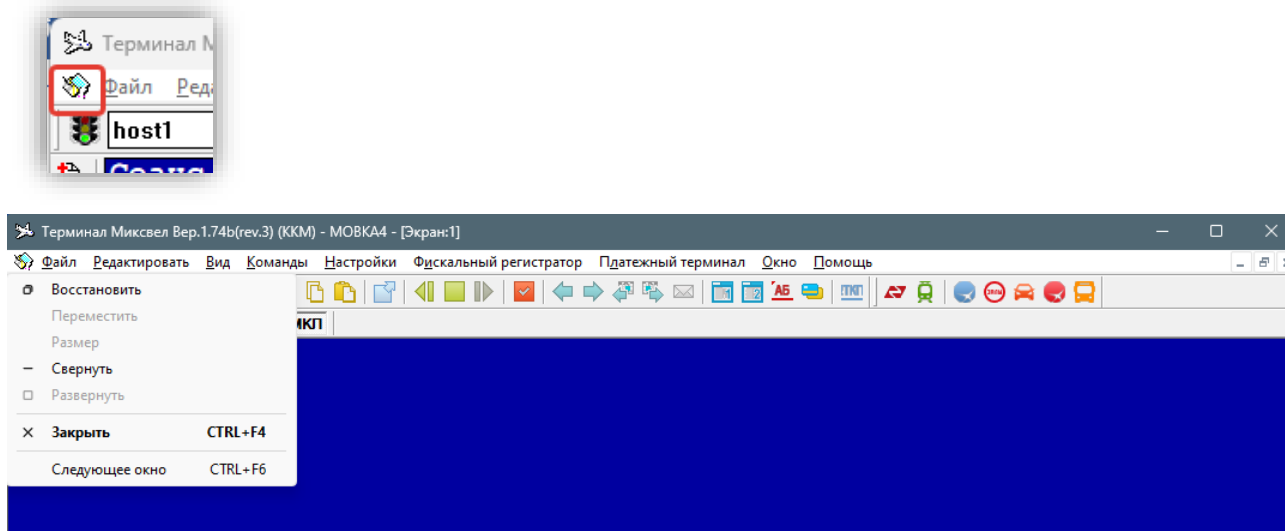 Терминал М
Файл Реда
host1
Сеанс
Терминал Миксвел Вер.1.74b(rev.3) (ККМ) - МОВКА4 - [Экран:1]
Файл Редактировать Вид Команды Настройки Фискальный регистратор Платежный терминал Окно Помощь
Восстановить
Переместить
МКП
Размер
Свернуть
Развернуть
Закрыть CTRL+F4
Следующее окно CTRL+F6